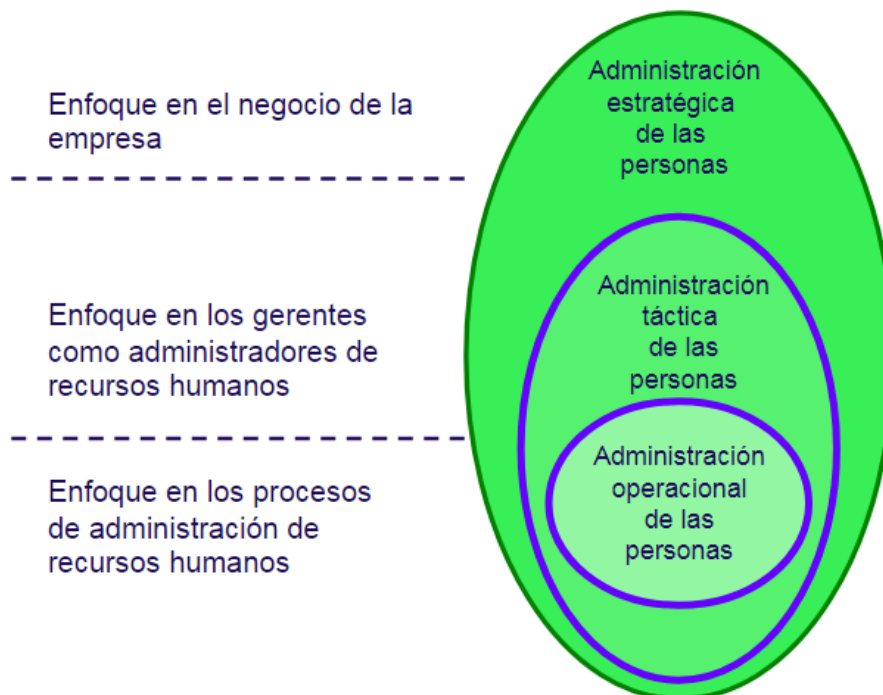 Enfoque en el negocio de la
empresa
Administración
estratégica
de las
personas
Enfoque en los gerentes
como administradores de
recursos humanos
Administración
táctica
de las
personas
Enfoque en los procesos
de administración de
recursos humanos
Administración
operacional
de las
personas